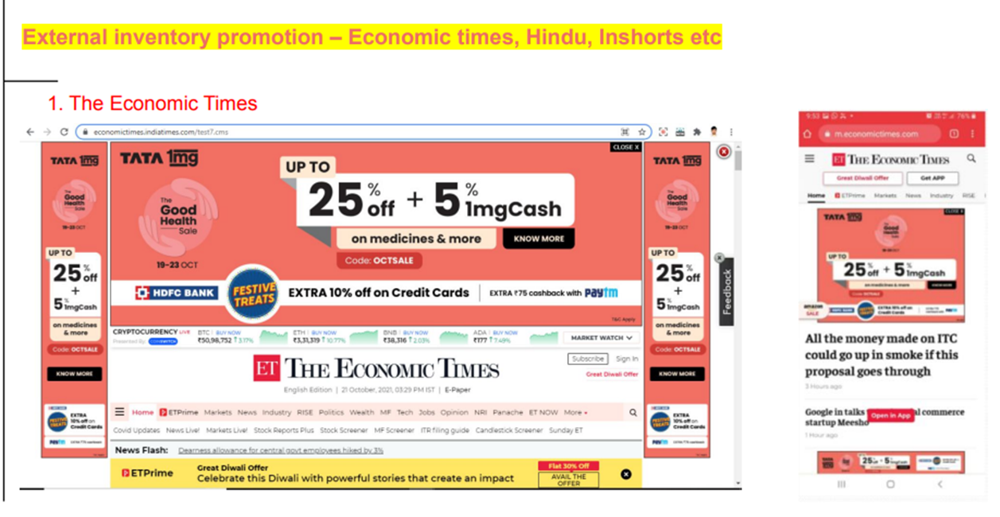 External inventory promotion – Economic times, Hindu, Inshorts etc
1. The Economic Times
economictimes.indiatimes.com/test7.cms
TATA 1mg
The
Good
Health
Sale
19-23 OCT
UP TO
25% off
+
5% 1mgCash
on medicines
& more
Code: OCTSALE
KNOW MORE
FESTIVE
TREATS
EXTRA
10% off on
Credit Cards
Paytm
TATA 1mg
CLOSE X
The
Good
Health
Sale
19-23 OCT
UP TO
25% off + 5% 1mgCash
on medicines & more
KNOW MORE
Code: OCTSALE
HDFC BANK
FESTIVE
TREATS
EXTRA 10% off on Credit Cards
EXTRA ₹75 cashback with Paytm
T&C Apply
TATA 1mg
The
Good
Health
Sale
19-23 OCT
UP TO
25% off
+
5% 1mgCash
on medicines
& more
Code: OCTSALE
KNOW MORE
FESTIVE
TREATS
EXTRA
10% off on
Credit Cards
Paytm
Feedback
CRYPTOCURRENCY LIVE
Presented By: COINSWITCH
BTC | BUY NOW
₹50,98,752 ↑ 3.17%
ETH | BUY NOW
₹3,31,319 ↑ 10.77%
BNB | BUY NOW
₹38,316 ↑ 2.03%
ADA | BUY NOW
₹177 ↑ 7.49%
MARKET WATCH
ET THE ECONOMIC TIMES
Subscribe Sign In
Great Diwali Offer
English Edition | 21 October, 2021, 03:29 PM IST | E-Paper
Home ETPrime Markets News Industry RISE Politics Wealth MF Tech Jobs Opinion NRI Panache ET NOW More
Covid Updates News Live! Markets Live! Stock Reports Plus Stock Screener MF Screener ITR filing guide Candlestick Screener Sunday ET
News Flash: Dearness allowance for central govt employees hiked by 3%
ETPrime
Great Diwali Offer
Celebrate this Diwali with powerful stories that create an impact
Flat 30% Off
AVAIL THE
OFFER
9:53
76%
m.economictimes.com
ET THE ECONOMIC TIMES
Great Diwali Offer
Get APP
Home ETPrime Markets News Industry RISE
TATA 1mg
CLOSE X
Good
Health
UP TO
25% off + 5% 1mgCash
on medicines & more
amazon
SALE
All the money made on ITC
could go up in smoke if this
proposal goes through
3 Hours ago
Google in talks
Open in App
al commerce
startup Meesho
1 Hour ago
25% off + 5% 1mgCash